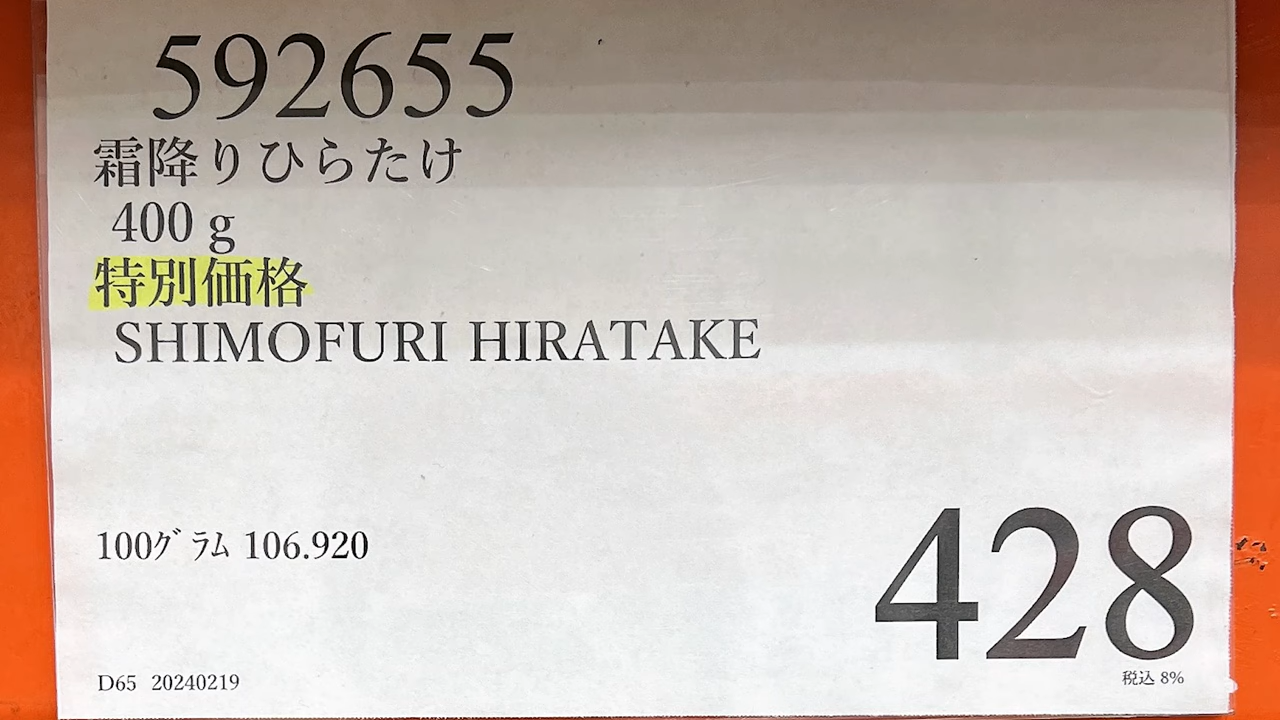 592655
霜降りひらたけ
400 g
特別価格
SHIMOFURI HIRATAKE
100ｸﾞﾗﾑ 106.920
428
税込 8%
D65 20240219